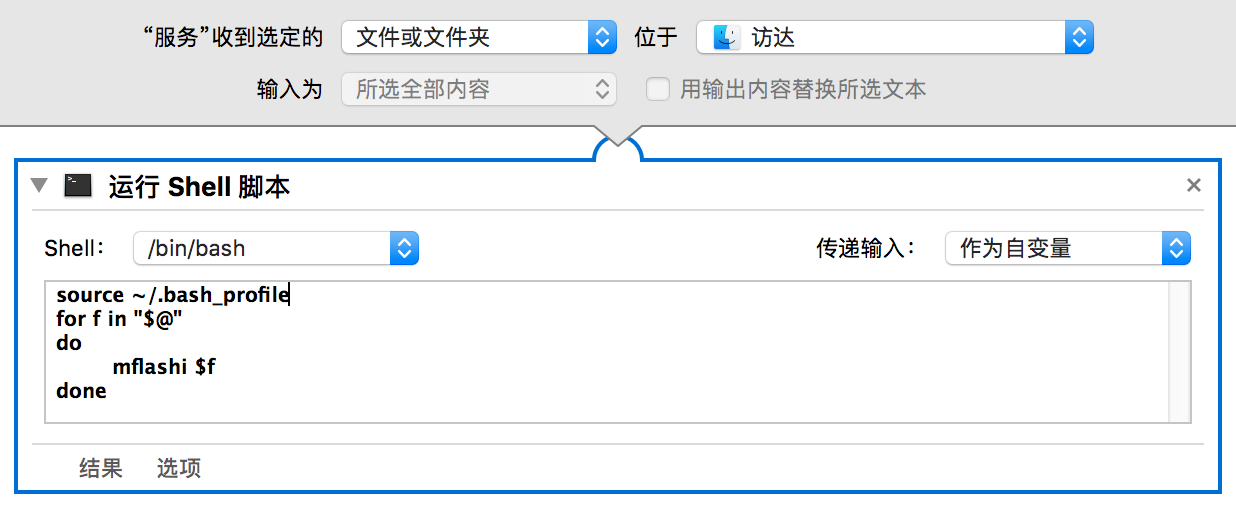 “服务”收到选定的 文件或文件夹 位于 访达
输入为 所选全部内容 用输出内容替换所选文本
运行 Shell 脚本
Shell： /bin/bash 传递输入： 作为自变量
source ~/.bash_profile
for f in "$@"
do
mflashi $f
done
结果 选项